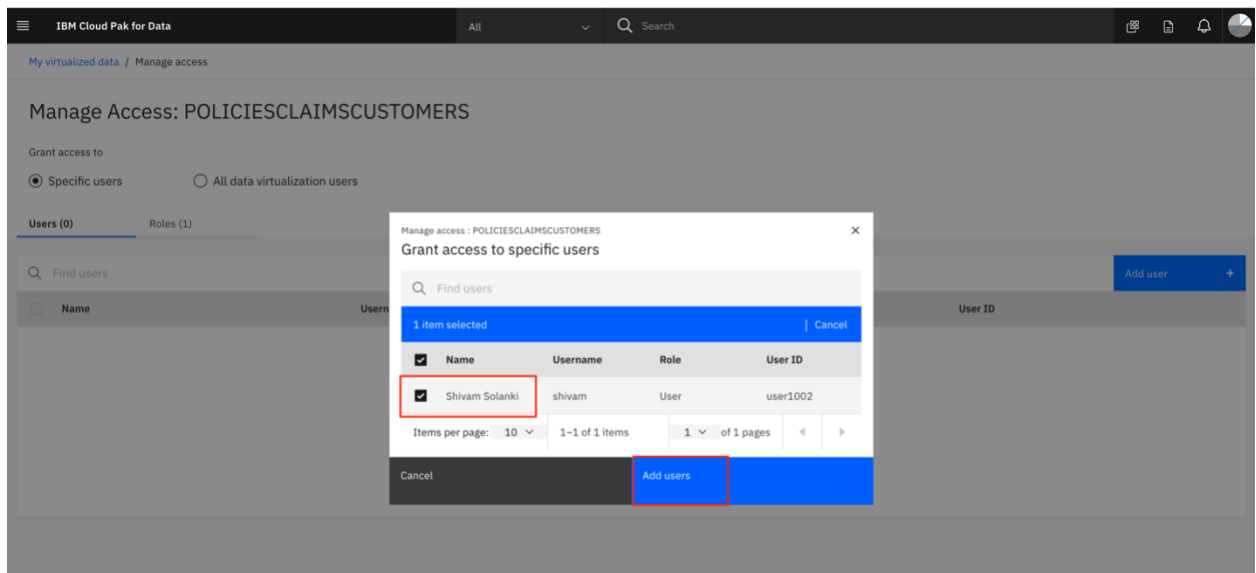 IBM Cloud Pak for Data All Search
My virtualized data / Manage access
Manage Access: POLICIESCLAIMSCUSTOMERS
Grant access to
Specific users All data virtualization users
Users (0) Roles (1)
Find users Add user +
Name Usern User ID
Manage access : POLICIESCLAIMSCUSTOMERS ×
Grant access to specific users
Find users
1 item selected | Cancel
Name Username Role User ID
Shivam Solanki shivam User user1002
Items per page: 10 1–1 of 1 items 1 of 1 pages
Cancel Add users